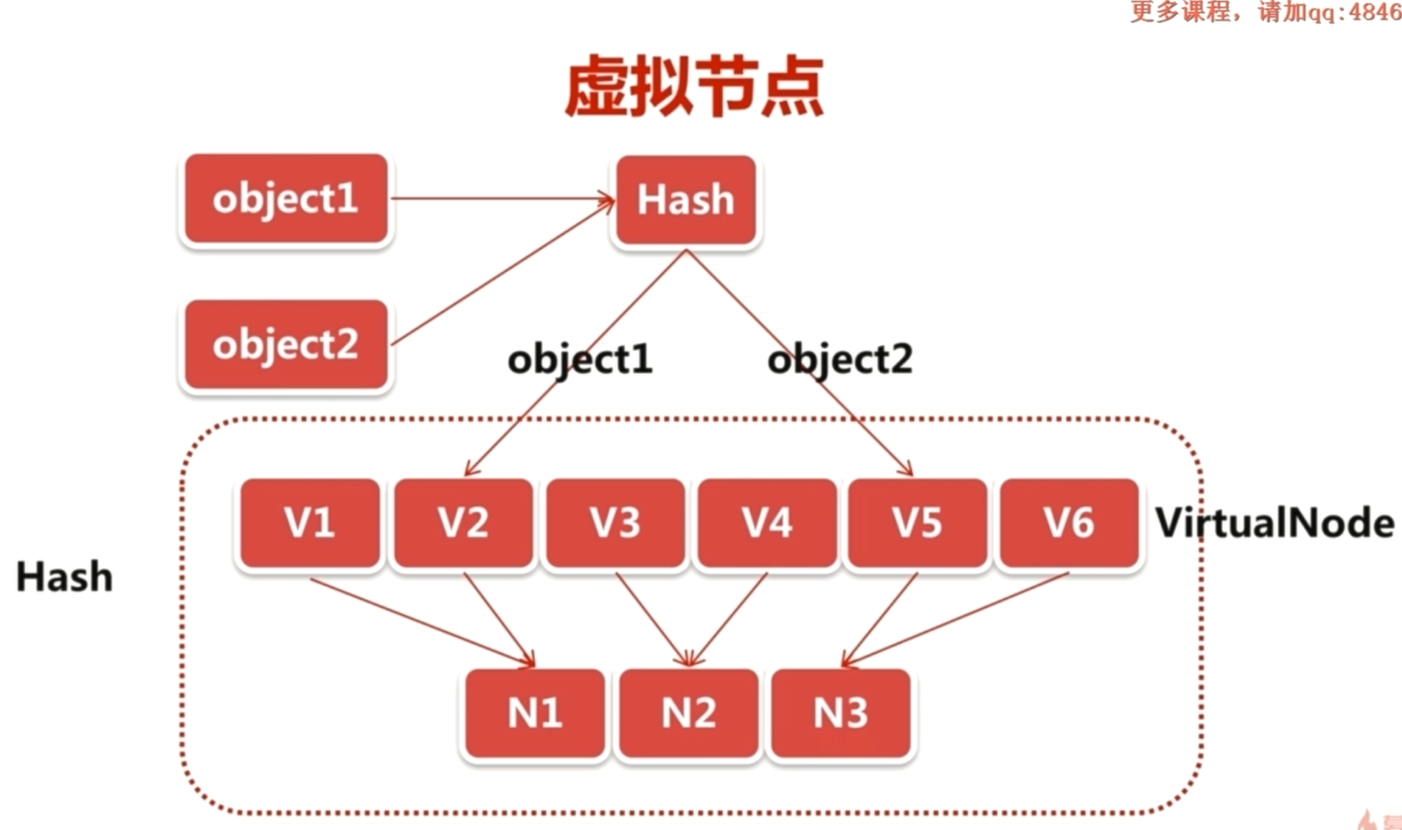 更多课程，请加qq:4846
虚拟节点
object1
Hash
object2
object1
object2
V1
V2
V3
V4
V5
V6
VirtualNode
Hash
N1
N2
N3